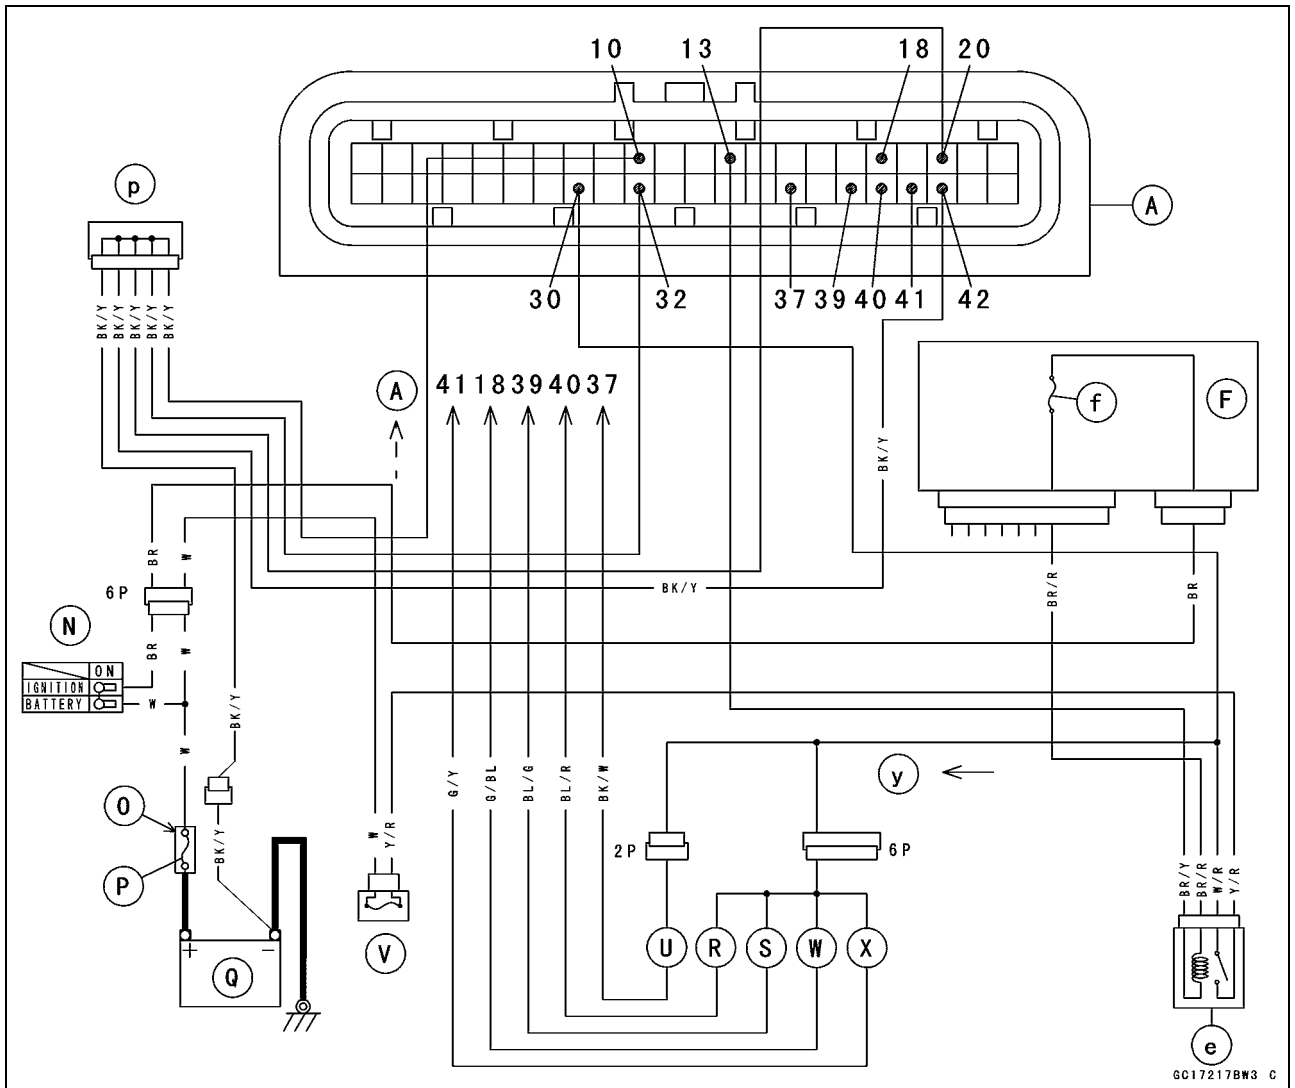 10 13 18 20
p
A
30 32 37 39 40 41 42
BK/Y BK/Y BK/Y BK/Y BK/Y
A
41 18 39 40 37
f
F
BK/Y
BR
W
BR/R
BR
BK/Y
6P
N
BR
W
ON
IGNITION
BATTERY
W
BK/Y
W
G/Y G/BL BL/G BL/R BK/W
y
O
P
BK/Y
W Y/R
2P
6P
BR/Y BR/R W/R Y/R
U R S W X
V
+ −
Q
e
GC17217BW3 C